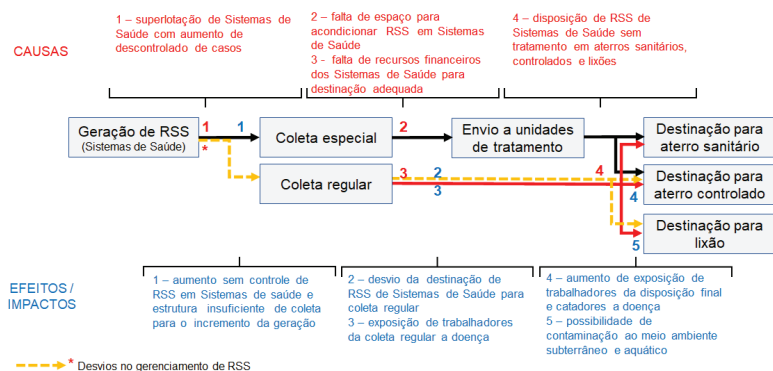 1 – superlotação de Sistemas de
Saúde com aumento de
descontrolado de casos
2 – falta de espaço para
acondicionar RSS em Sistemas
de Saúde
3 - falta de recursos financeiros
dos Sistemas de Saúde para
destinação adequada
4 – disposição de RSS de
Sistemas de Saúde sem
tratamento em aterros sanitários,
controlados e lixões
CAUSAS
Geração de RSS
(Sistemas de Saúde)
1
*
1
Coleta especial
2
Envio a unidades
de tratamento
Destinação para
aterro sanitário
Coleta regular
3
2
3
4
4
Destinação para
aterro controlado
5
Destinação para
lixão
EFEITOS /
IMPACTOS
1 – aumento sem controle de
RSS em Sistemas de saúde e
estrutura insuficiente de coleta
para o incremento da geração
2 – desvio da destinação de
RSS de Sistemas de Saúde para
coleta regular
3 – exposição de trabalhadores
da coleta regular a doença
4 – aumento de exposição de
trabalhadores da disposição final
e catadores a doença
5 – possibilidade de
contaminação ao meio ambiente
subterrâneo e aquático
* Desvios no gerenciamento de RSS